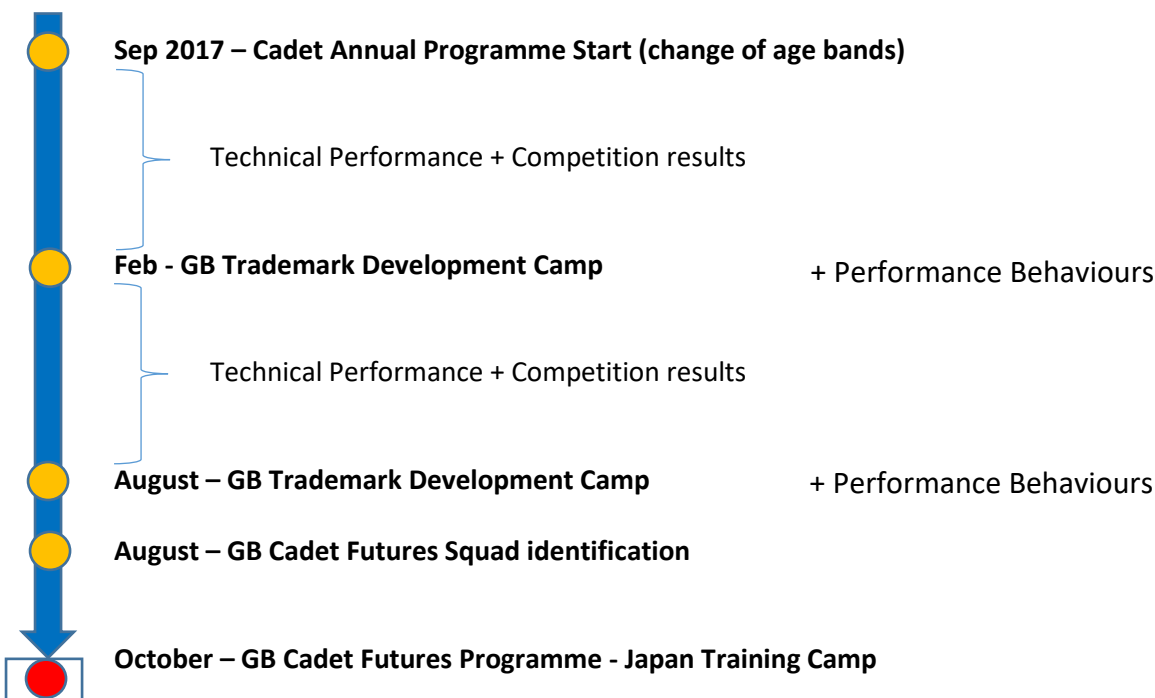 Sep 2017 – Cadet Annual Programme Start (change of age bands)
Technical Performance + Competition results
Feb - GB Trademark Development Camp
+ Performance Behaviours
Technical Performance + Competition results
August – GB Trademark Development Camp
+ Performance Behaviours
August – GB Cadet Futures Squad identification
October – GB Cadet Futures Programme - Japan Training Camp